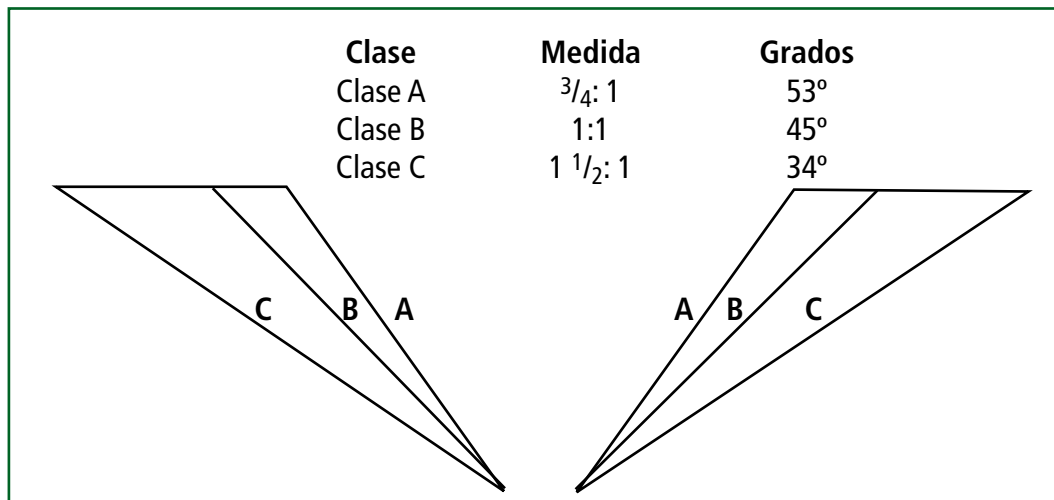 Clase Medida Grados
Clase A 3/4: 1 53º
Clase B 1:1 45º
Clase C 1 1/2: 1 34º
C B A A B C